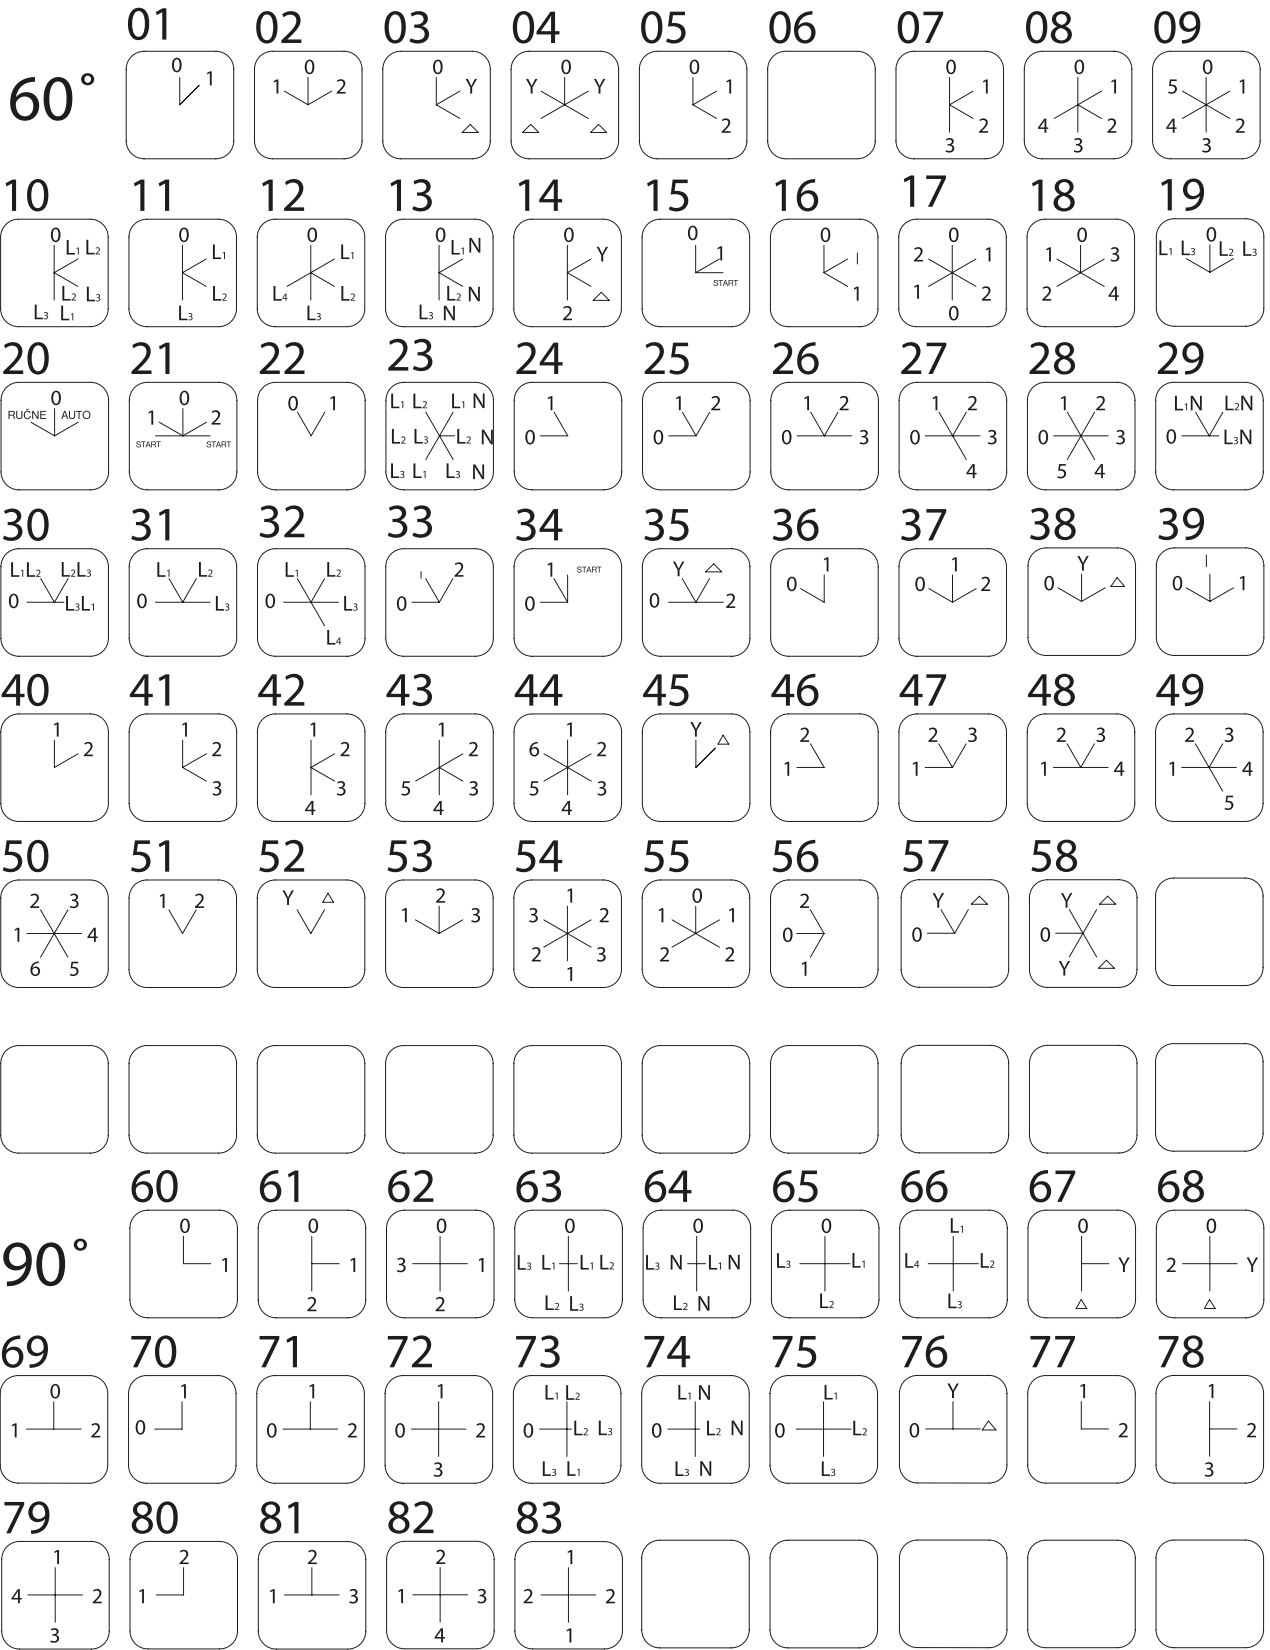 01 02 03 04 05 06 07 08 09
60°
0 1
1 0 2
0 Y △
Y 0 Y △ △
0 1 2
0 1 2 3
0 1 2 3 4
5 0 1 4 3 2
10 11 12 13 14 15 16 17 18 19
0 L1 L2 L2 L3 L3 L1
0 L1 L2 L3
0 L1 L4 L3 L2
0 L1 N L2 N L3 N
0 Y △ 2
0 1 START
0 I 1
2 0 1 1 0 2
1 0 3 2 4
L1 L3 0 L2 L3
20 21 22 23 24 25 26 27 28 29
RUČNE 0 AUTO
1 0 2 START START
0 1
L1 L2 L1 N L2 L3 L2 N L3 L1 L3 N
1 0
1 2 0
1 2 0 3
1 2 0 3 4
1 2 0 3 5 4
L1N L2N 0 L3N
30 31 32 33 34 35 36 37 38 39
L1L2 L2L3 0 L3L1
L1 L2 0 L3
L1 L2 0 L3 L4
I 2 0
1 START 0
Y △ 0 2
0 1
0 1 2
0 Y △
0 I 1
40 41 42 43 44 45 46 47 48 49
1 2
1 2 3
1 2 3 4
1 2 5 4 3
6 1 2 5 4 3
Y △
2 1
2 3 1
2 3 1 4
2 3 1 4 5
50 51 52 53 54 55 56 57 58
2 3 1 4 6 5
1 2
Y △
1 2 3
3 1 2 2 1 3
1 0 1 2 2
2 0 1
Y △ 0
Y △ 0 Y △
60 61 62 63 64 65 66 67 68
90°
0 1
0 1 2
0 3 1 2
0 L3 L1 L1 L2 L2 L3
0 L3 N L1 N L2 N
0 L3 L1 L2
L1 L4 L2 L3
0 Y △
0 2 Y △
69 70 71 72 73 74 75 76 77 78
0 1 2
1 0
1 0 2
1 0 2 3
L1 L2 0 L2 L3 L3 L1
L1 N 0 L2 N L3 N
L1 0 L2 L3
Y 0 △
1 2
1 2 3
79 80 81 82 83
1 4 2 3
2 1
2 1 3
2 1 3 4
1 2 2 1